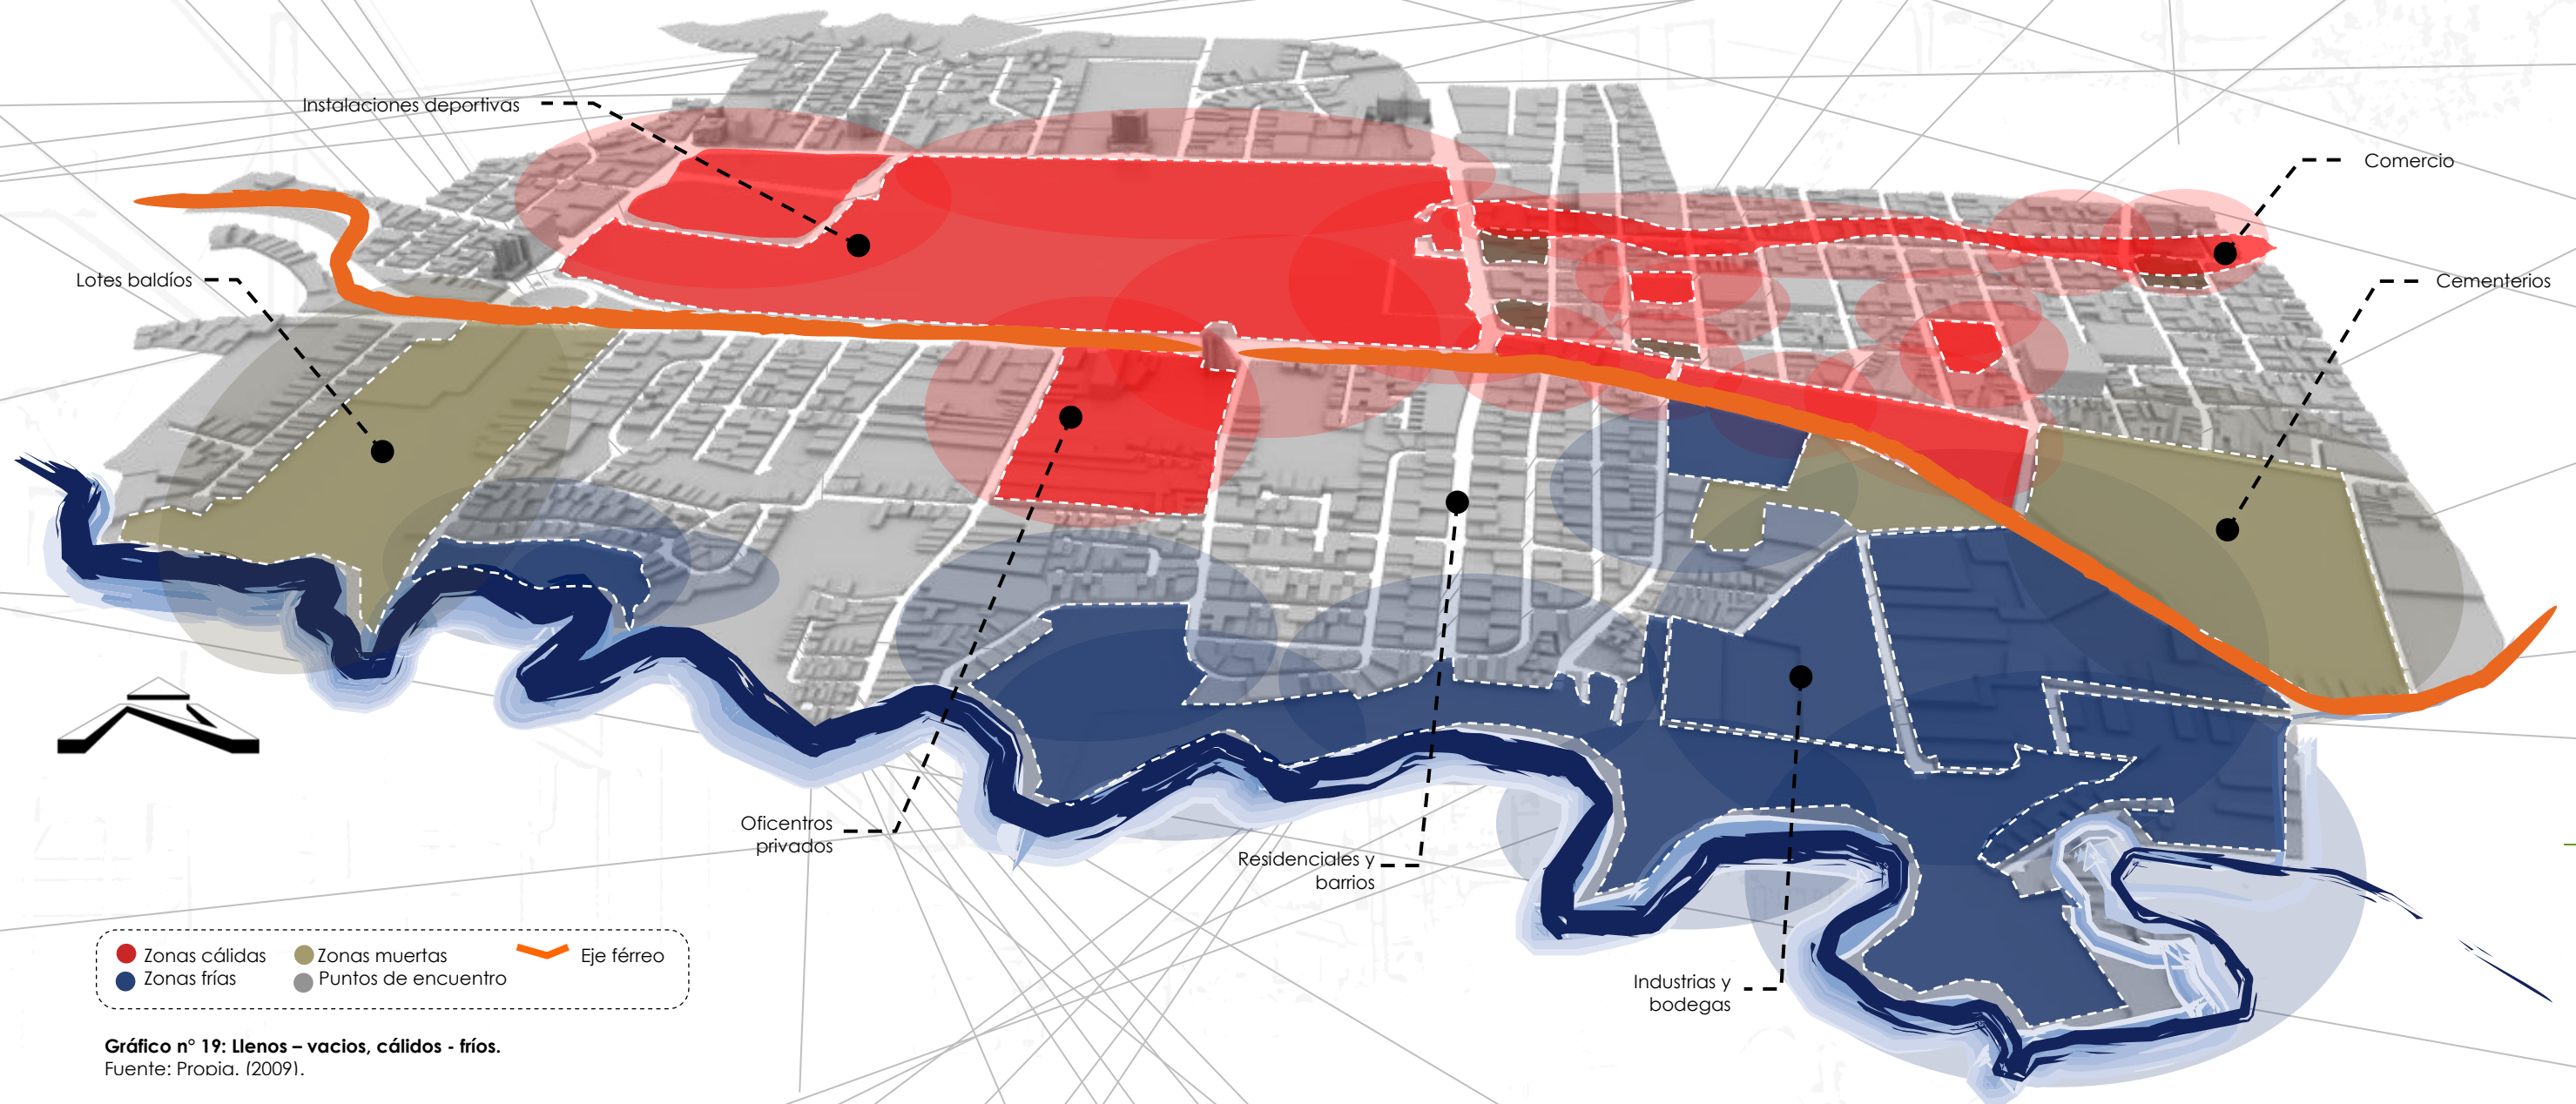 Instalaciones deportivas
Comercio
Lotes baldíos
Cementerios
Oficentros
privados
Residenciales y
barrios
Industrias y
bodegas
Zonas cálidas
Zonas muertas
Eje férreo
Zonas frías
Puntos de encuentro
Gráfico n° 19: Llenos – vacios, cálidos - fríos.
Fuente: Propia. (2009).